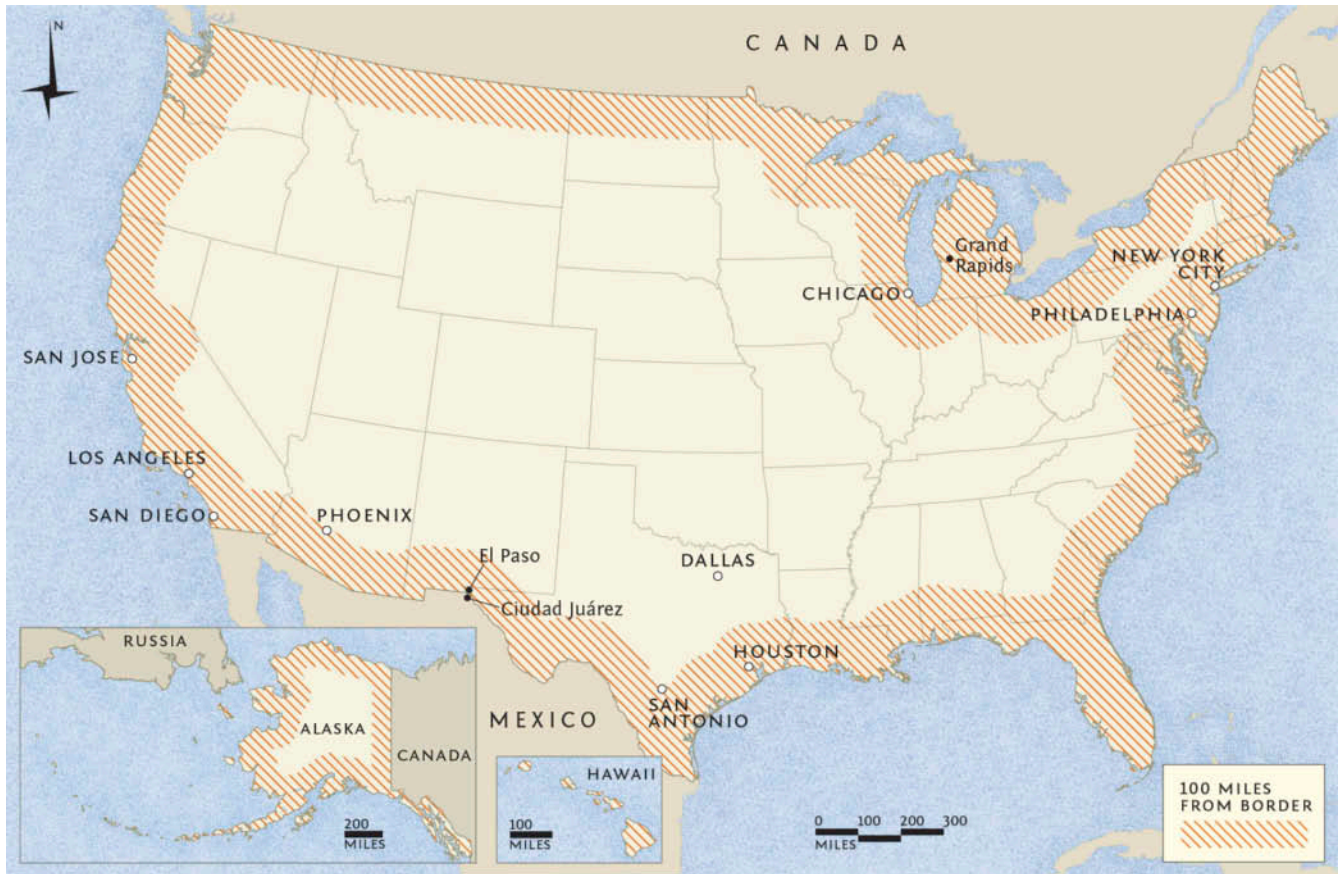 N
CANADA
Grand
Rapids
NEW YORK
CITY
CHICAGO
PHILADELPHIA
SAN JOSE
LOS ANGELES
SAN DIEGO
PHOENIX
El Paso
DALLAS
Ciudad Juárez
HOUSTON
SAN
ANTONIO
MEXICO
RUSSIA
ALASKA
CANADA
200
MILES
HAWAII
100
MILES
0 100 200 300
MILES
100 MILES
FROM BORDER